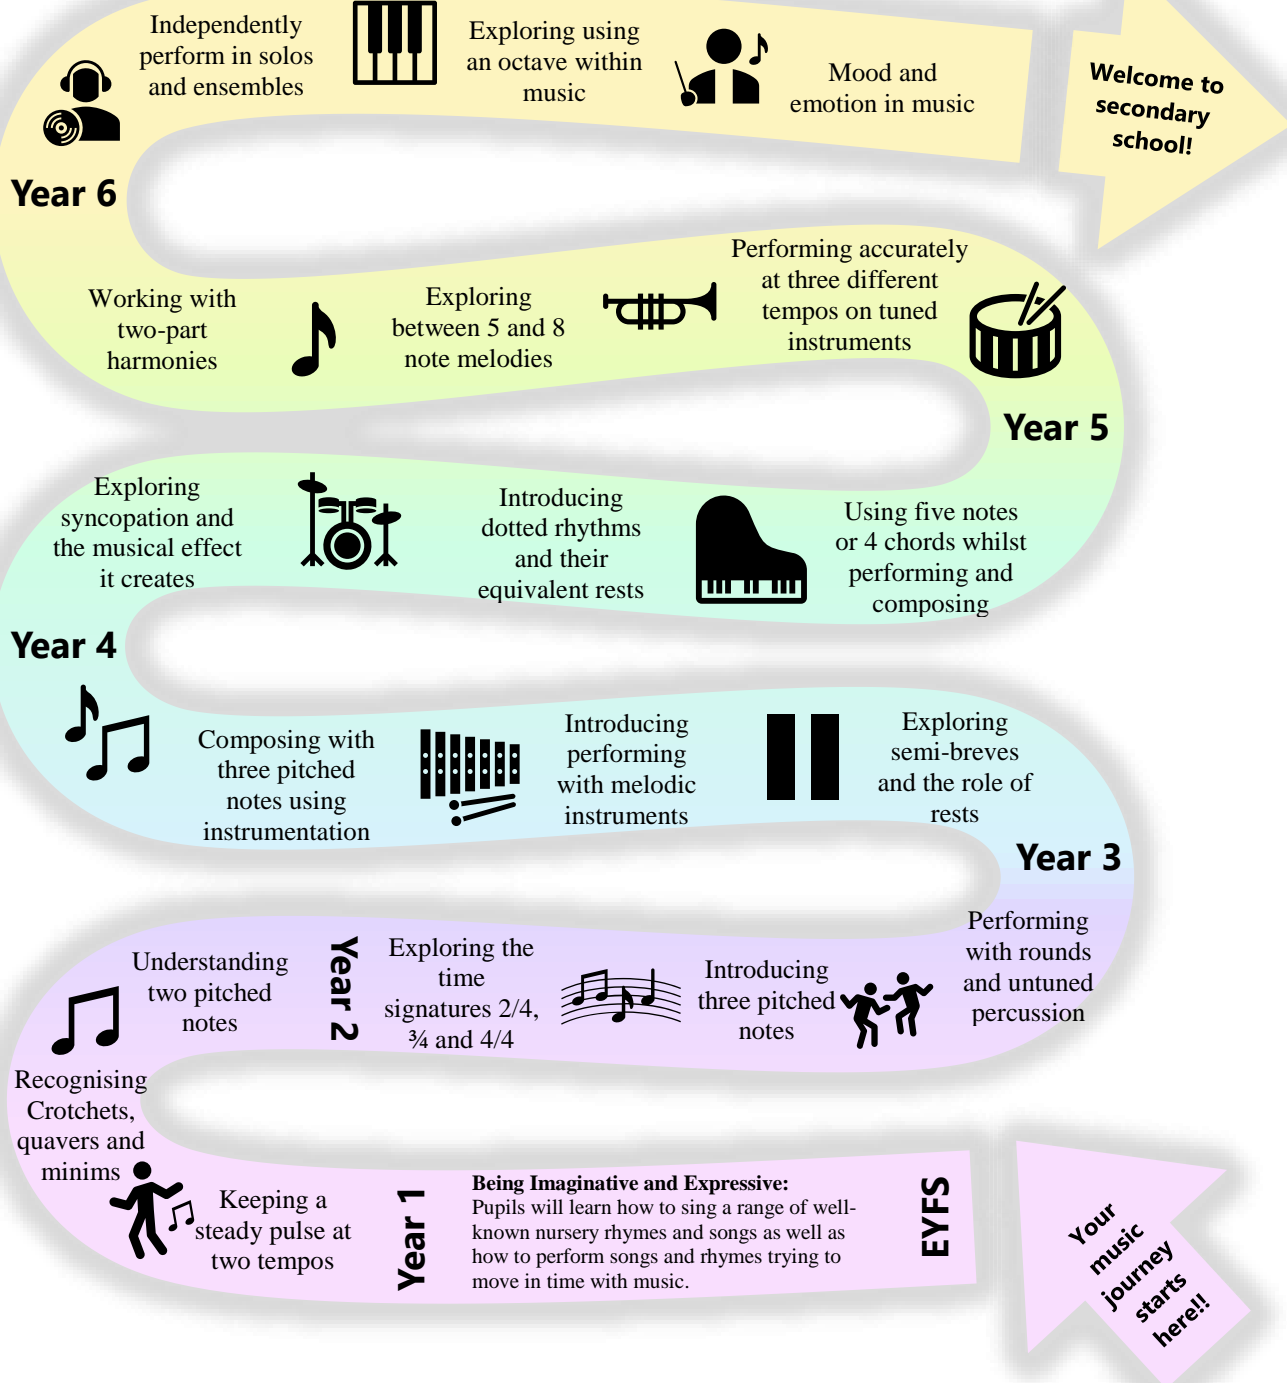 Independently
perform in solos
and ensembles
Exploring using
an octave within
music
Mood and
emotion in music
Welcome to
secondary
school!
Year 6
Working with
two-part
harmonies
Exploring
between 5 and 8
note melodies
Performing accurately
at three different
tempos on tuned
instruments
Year 5
Exploring
syncopation and
the musical effect
it creates
Introducing
dotted rhythms
and their
equivalent rests
Using five notes
or 4 chords whilst
performing and
composing
Year 4
Composing with
three pitched
notes using
instrumentation
Introducing
performing
with melodic
instruments
Exploring
semi-breves
and the role of
rests
Year 3
Understanding
two pitched
notes
Year 2
Exploring the
time
signatures 2/4,
¾ and 4/4
Introducing
three pitched
notes
Performing
with rounds
and untuned
percussion
Recognising
Crotchets,
quavers and
minims
Keeping a
steady pulse at
two tempos
Year 1
Being Imaginative and Expressive:
Pupils will learn how to sing a range of well-
known nursery rhymes and songs as well as
how to perform songs and rhymes trying to
move in time with music.
EYFS
Your
music
journey
starts
here!!